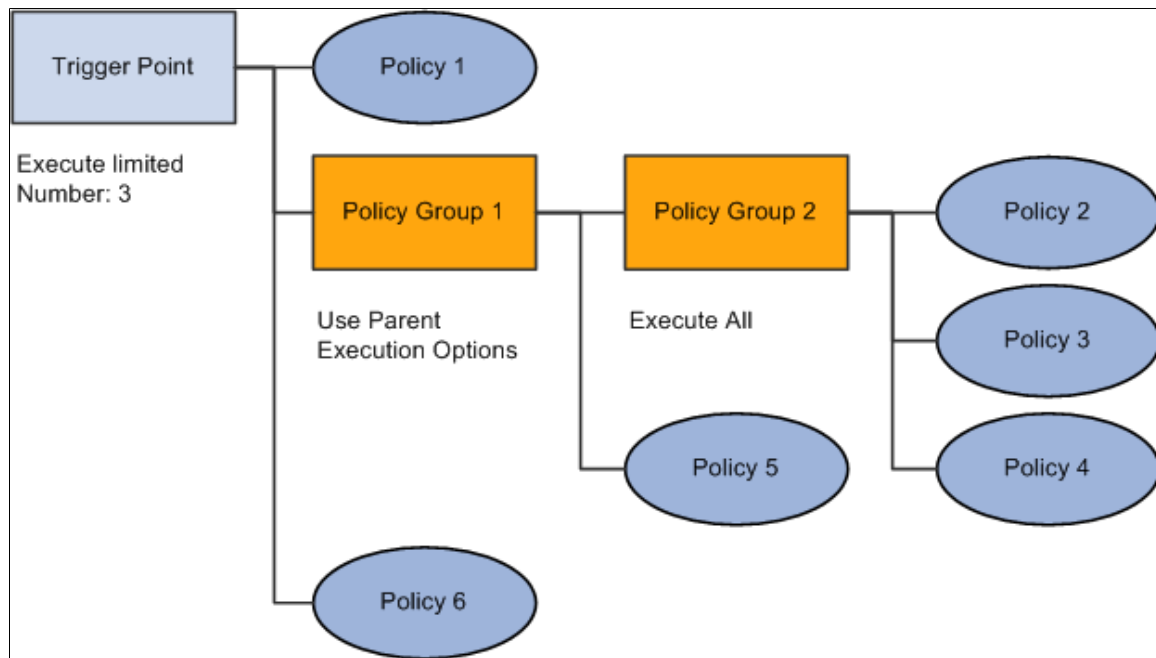 Trigger Point
Policy 1
Execute limited
Number: 3
Policy Group 1
Policy Group 2
Policy 2
Use Parent
Execution Options
Execute All
Policy 3
Policy 5
Policy 4
Policy 6